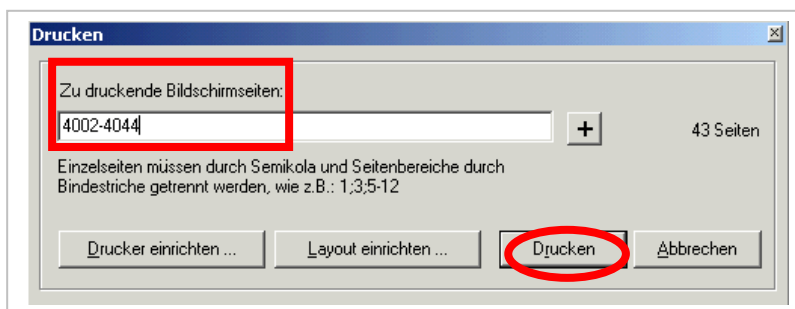 Drucken
Zu druckende Bildschirmseiten:
4002-4044
+
43 Seiten
Einzelseiten müssen durch Semikola und Seitenbereiche durch
Bindestriche getrennt werden, wie z.B.: 1;3;5-12
Drucker einrichten ...
Layout einrichten ...
Drucken
Abbrechen